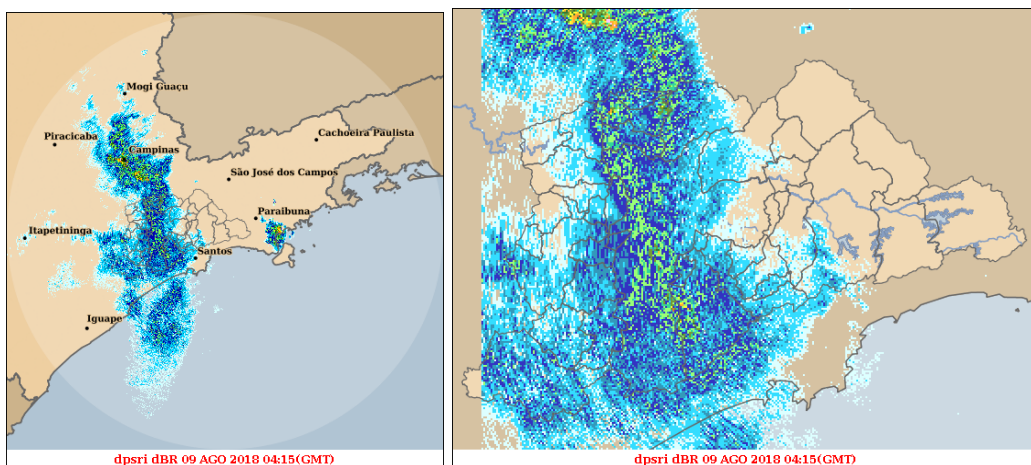 Mogi Guaçu
Piracicaba
Cachoeira Paulista
Campinas
São José dos Campos
Paraibuna
Itapetininga
Santos
Iguape
dpsri dBR 09 AGO 2018 04:15(GMT)
dpsri dBR 09 AGO 2018 04:15(GMT)